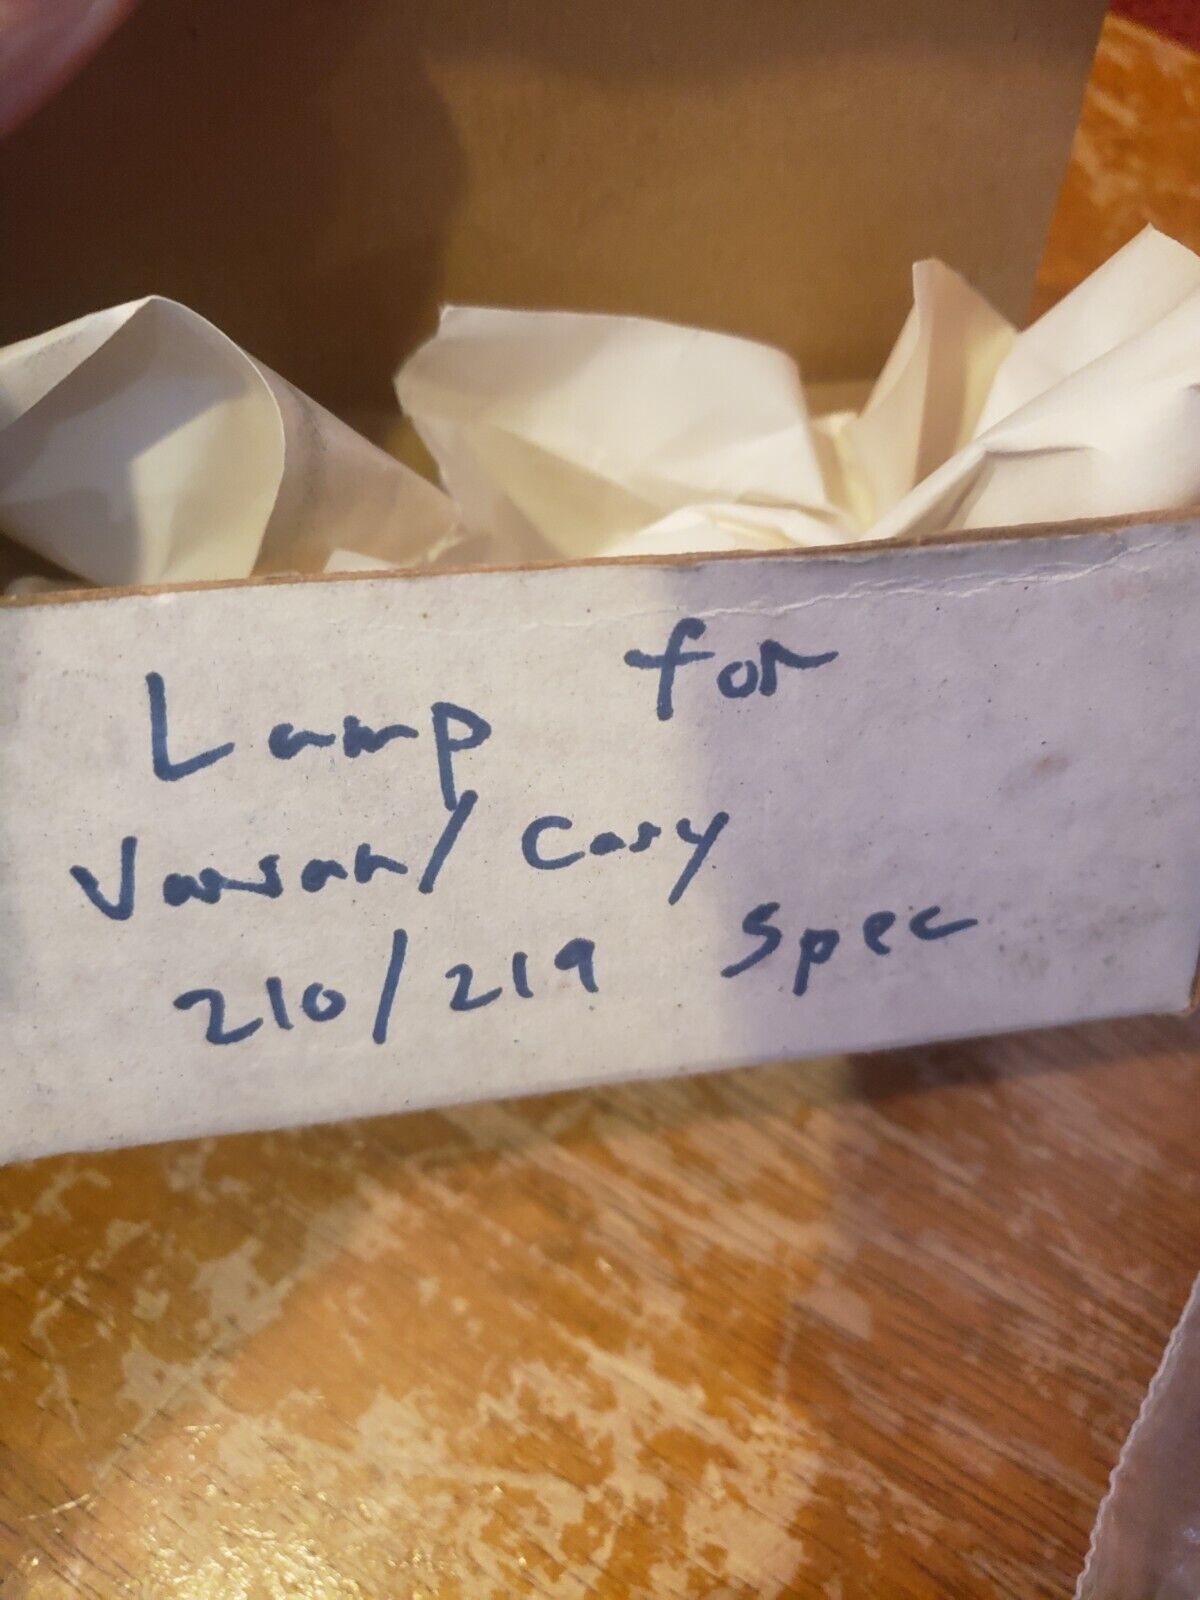 Lamp for
Varian/ Cary
210/219 Spec